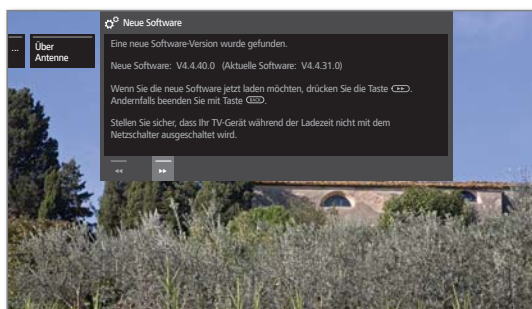 Neue Software
...
Über
Antenne
Eine neue Software-Version wurde gefunden.
Neue Software: V4.4.40.0 (Aktuelle Software: V4.4.31.0)
Wenn Sie die neue Software jetzt laden möchten, drücken Sie die Taste ▶▶.
Andernfalls beenden Sie mit Taste BACK.
Stellen Sie sicher, dass Ihr TV-Gerät während der Ladezeit nicht mit dem
Netzschalter ausgeschaltet wird.
◀◀ ▶▶